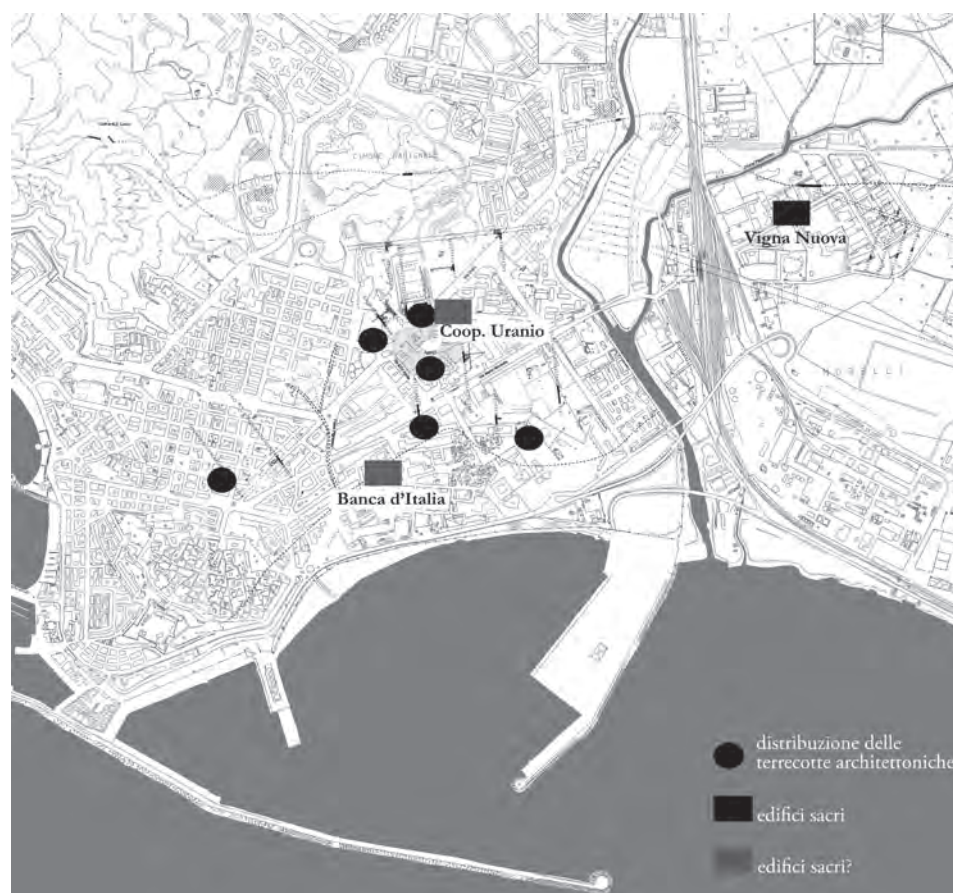 Vigna Nuova
Coop. Uranio
Banca d'Italia
distribuzione delle
terrecotte architettoniche
edifici sacri
edifici sacri?